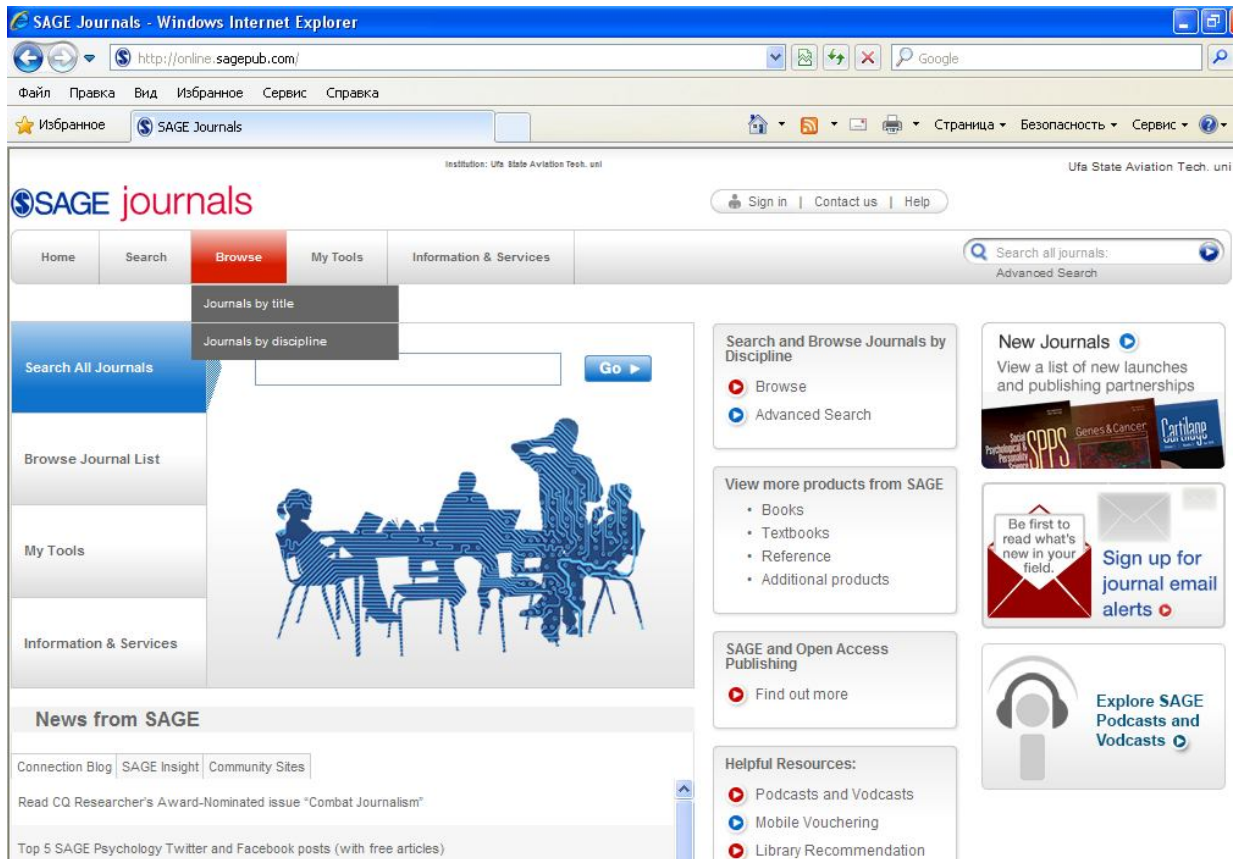 SAGE Journals - Windows Internet Explorer
http://online.sagepub.com/
Google
Файл Правка Вид Избранное Сервис Справка
Избранное
SAGE Journals
Страница Безопасность Сервис
Institution: Ufa State Aviation Tech. uni
Ufa State Aviation Tech. uni
SAGE journals
Sign in | Contact us | Help
Home Search Browse My Tools Information & Services
Search all journals:
Advanced Search
Journals by title
Journals by discipline
Search All Journals
Go
Browse Journal List
My Tools
Information & Services
Search and Browse Journals by
Discipline
Browse
Advanced Search
View more products from SAGE
• Books
• Textbooks
• Reference
• Additional products
SAGE and Open Access
Publishing
Find out more
Helpful Resources:
Podcasts and Vodcasts
Mobile Vouchering
Library Recommendation
New Journals
View a list of new launches
and publishing partnerships
Social
Psychological &
Personality
Science
SPPS
Genes & Cancer
Cartilage
Be first to
read what's
new in your
field.
Sign up for
journal email
alerts
Explore SAGE
Podcasts and
Vodcasts
News from SAGE
Connection Blog SAGE Insight Community Sites
Read CQ Researcher's Award-Nominated issue “Combat Journalism”
Top 5 SAGE Psychology Twitter and Facebook posts (with free articles)